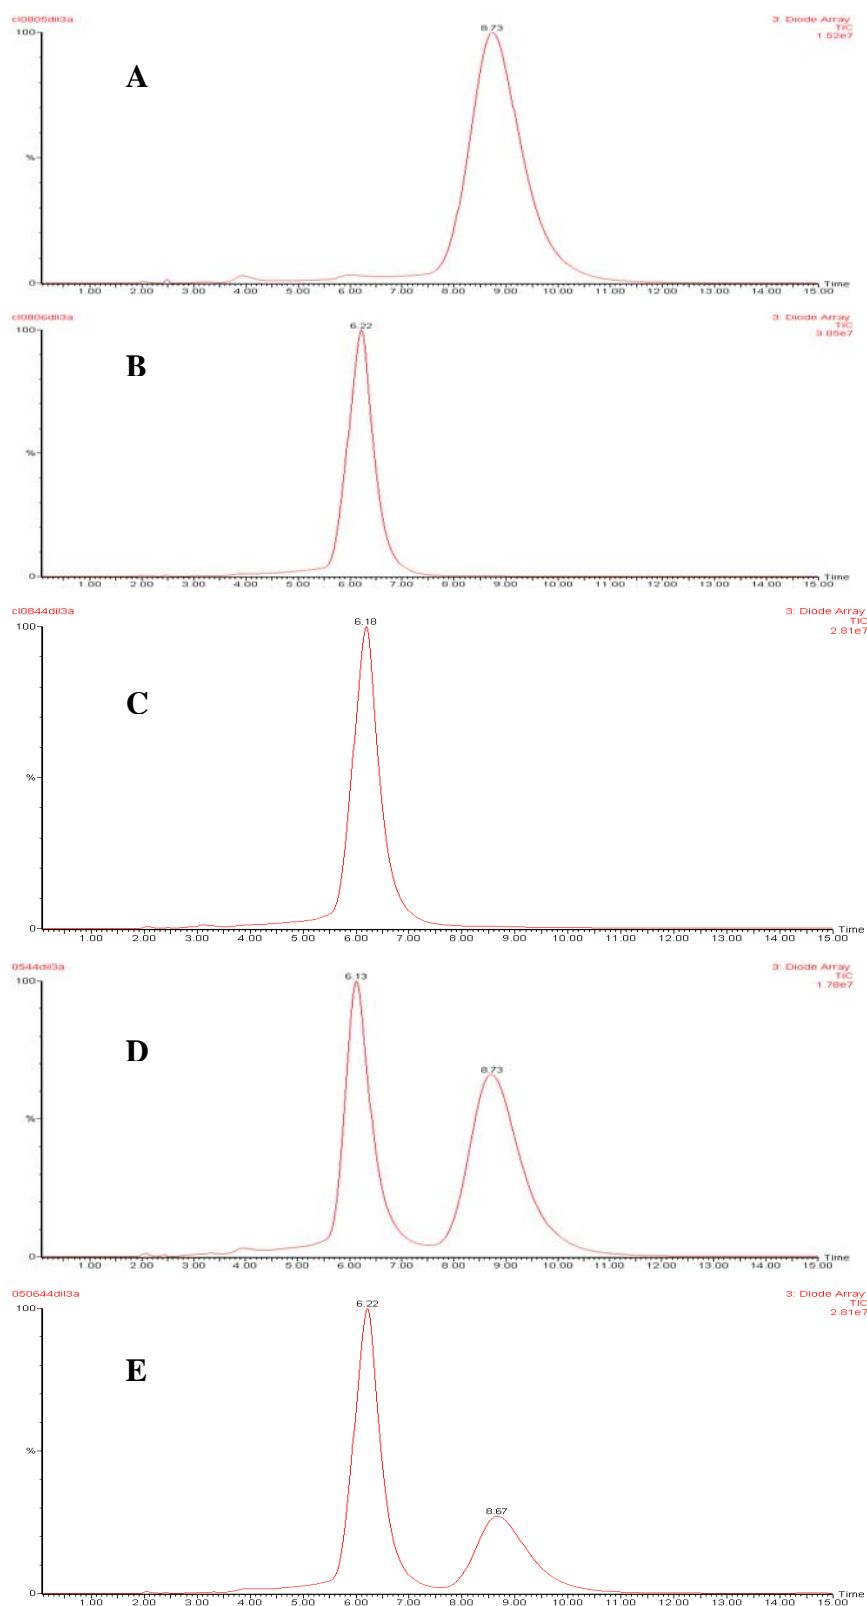 cl0805dil3a
3: Diode Array
TIC
1.52e7
8.73
100
A
%
0
1.00 2.00 3.00 4.00 5.00 6.00 7.00 8.00 9.00 10.00 11.00 12.00 13.00 14.00 15.00 Time
cl0806dil3a
3: Diode Array
TIC
3.05e7
6.22
100
B
%
0
1.00 2.00 3.00 4.00 5.00 6.00 7.00 8.00 9.00 10.00 11.00 12.00 13.00 14.00 15.00 Time
cl0844dil3a
3: Diode Array
TIC
2.81e7
6.18
100
C
%
0
1.00 2.00 3.00 4.00 5.00 6.00 7.00 8.00 9.00 10.00 11.00 12.00 13.00 14.00 15.00 Time
0544dil3a
3: Diode Array
TIC
1.78e7
6.13
100
D
8.73
%
0
1.00 2.00 3.00 4.00 5.00 6.00 7.00 8.00 9.00 10.00 11.00 12.00 13.00 14.00 15.00 Time
050644dil3a
3: Diode Array
TIC
2.81e7
6.22
100
E
%
8.67
0
1.00 2.00 3.00 4.00 5.00 6.00 7.00 8.00 9.00 10.00 11.00 12.00 13.00 14.00 15.00 Time